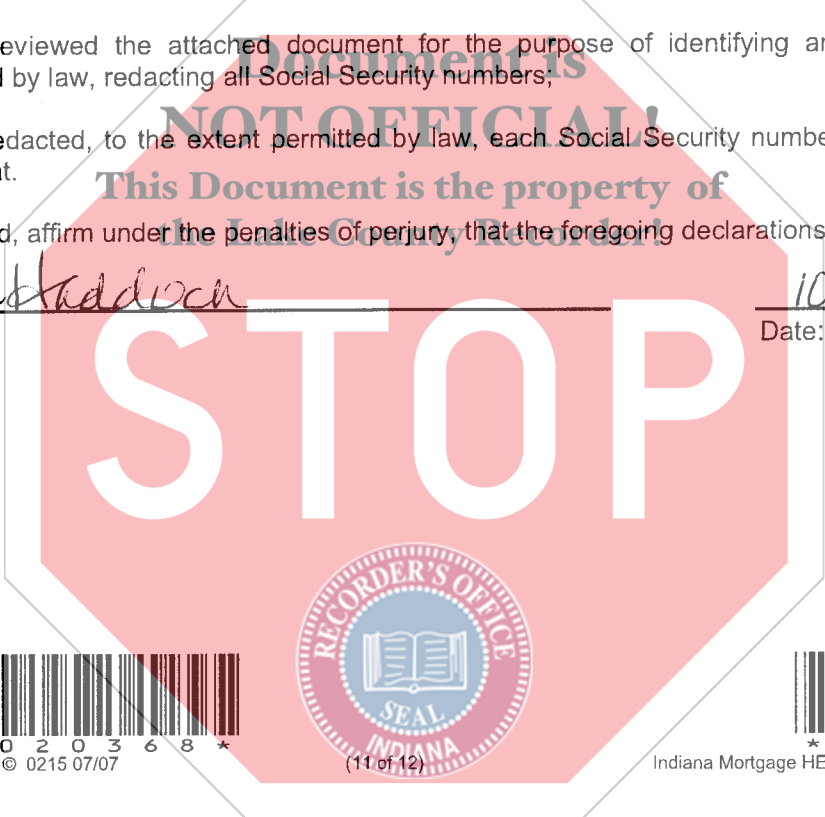 eviewed the attached document for the purpose of identifying an
d by law, redacting all Social Security numbers;
Document is
NOT OFFICIAL!
edacted, to the extent permitted by law, each Social Security numbe
t.
This Document is the property of
the Lake County Recorder!
d, affirm under the penalties of perjury, that the foregoing declarations
Haddock
10
Date:
STOP
RECORDER'S OFFICE
SEAL
INDIANA
0 2 0 3 6 8 *
*
© 0215 07/07
(11 of 12)
Indiana Mortgage HE